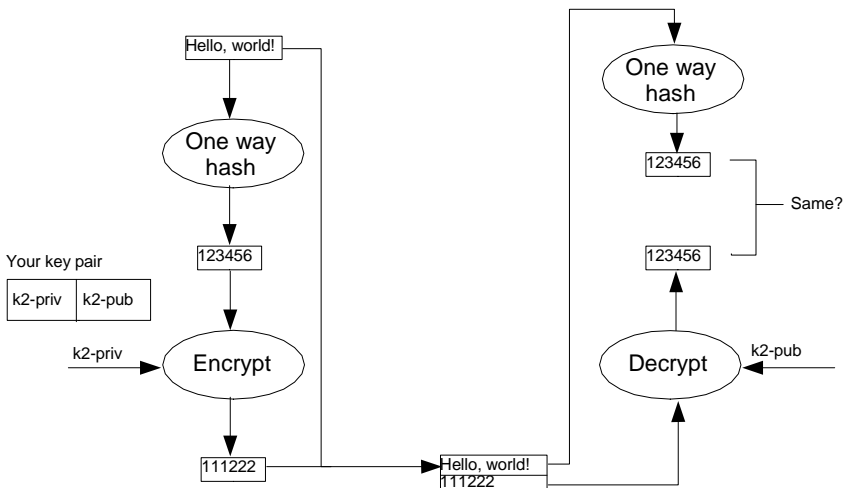 Hello, world!
One way
hash
123456
Your key pair
k2-priv k2-pub
k2-priv
Encrypt
111222
Hello, world!
111222
One way
hash
123456
Same?
123456
Decrypt
k2-pub